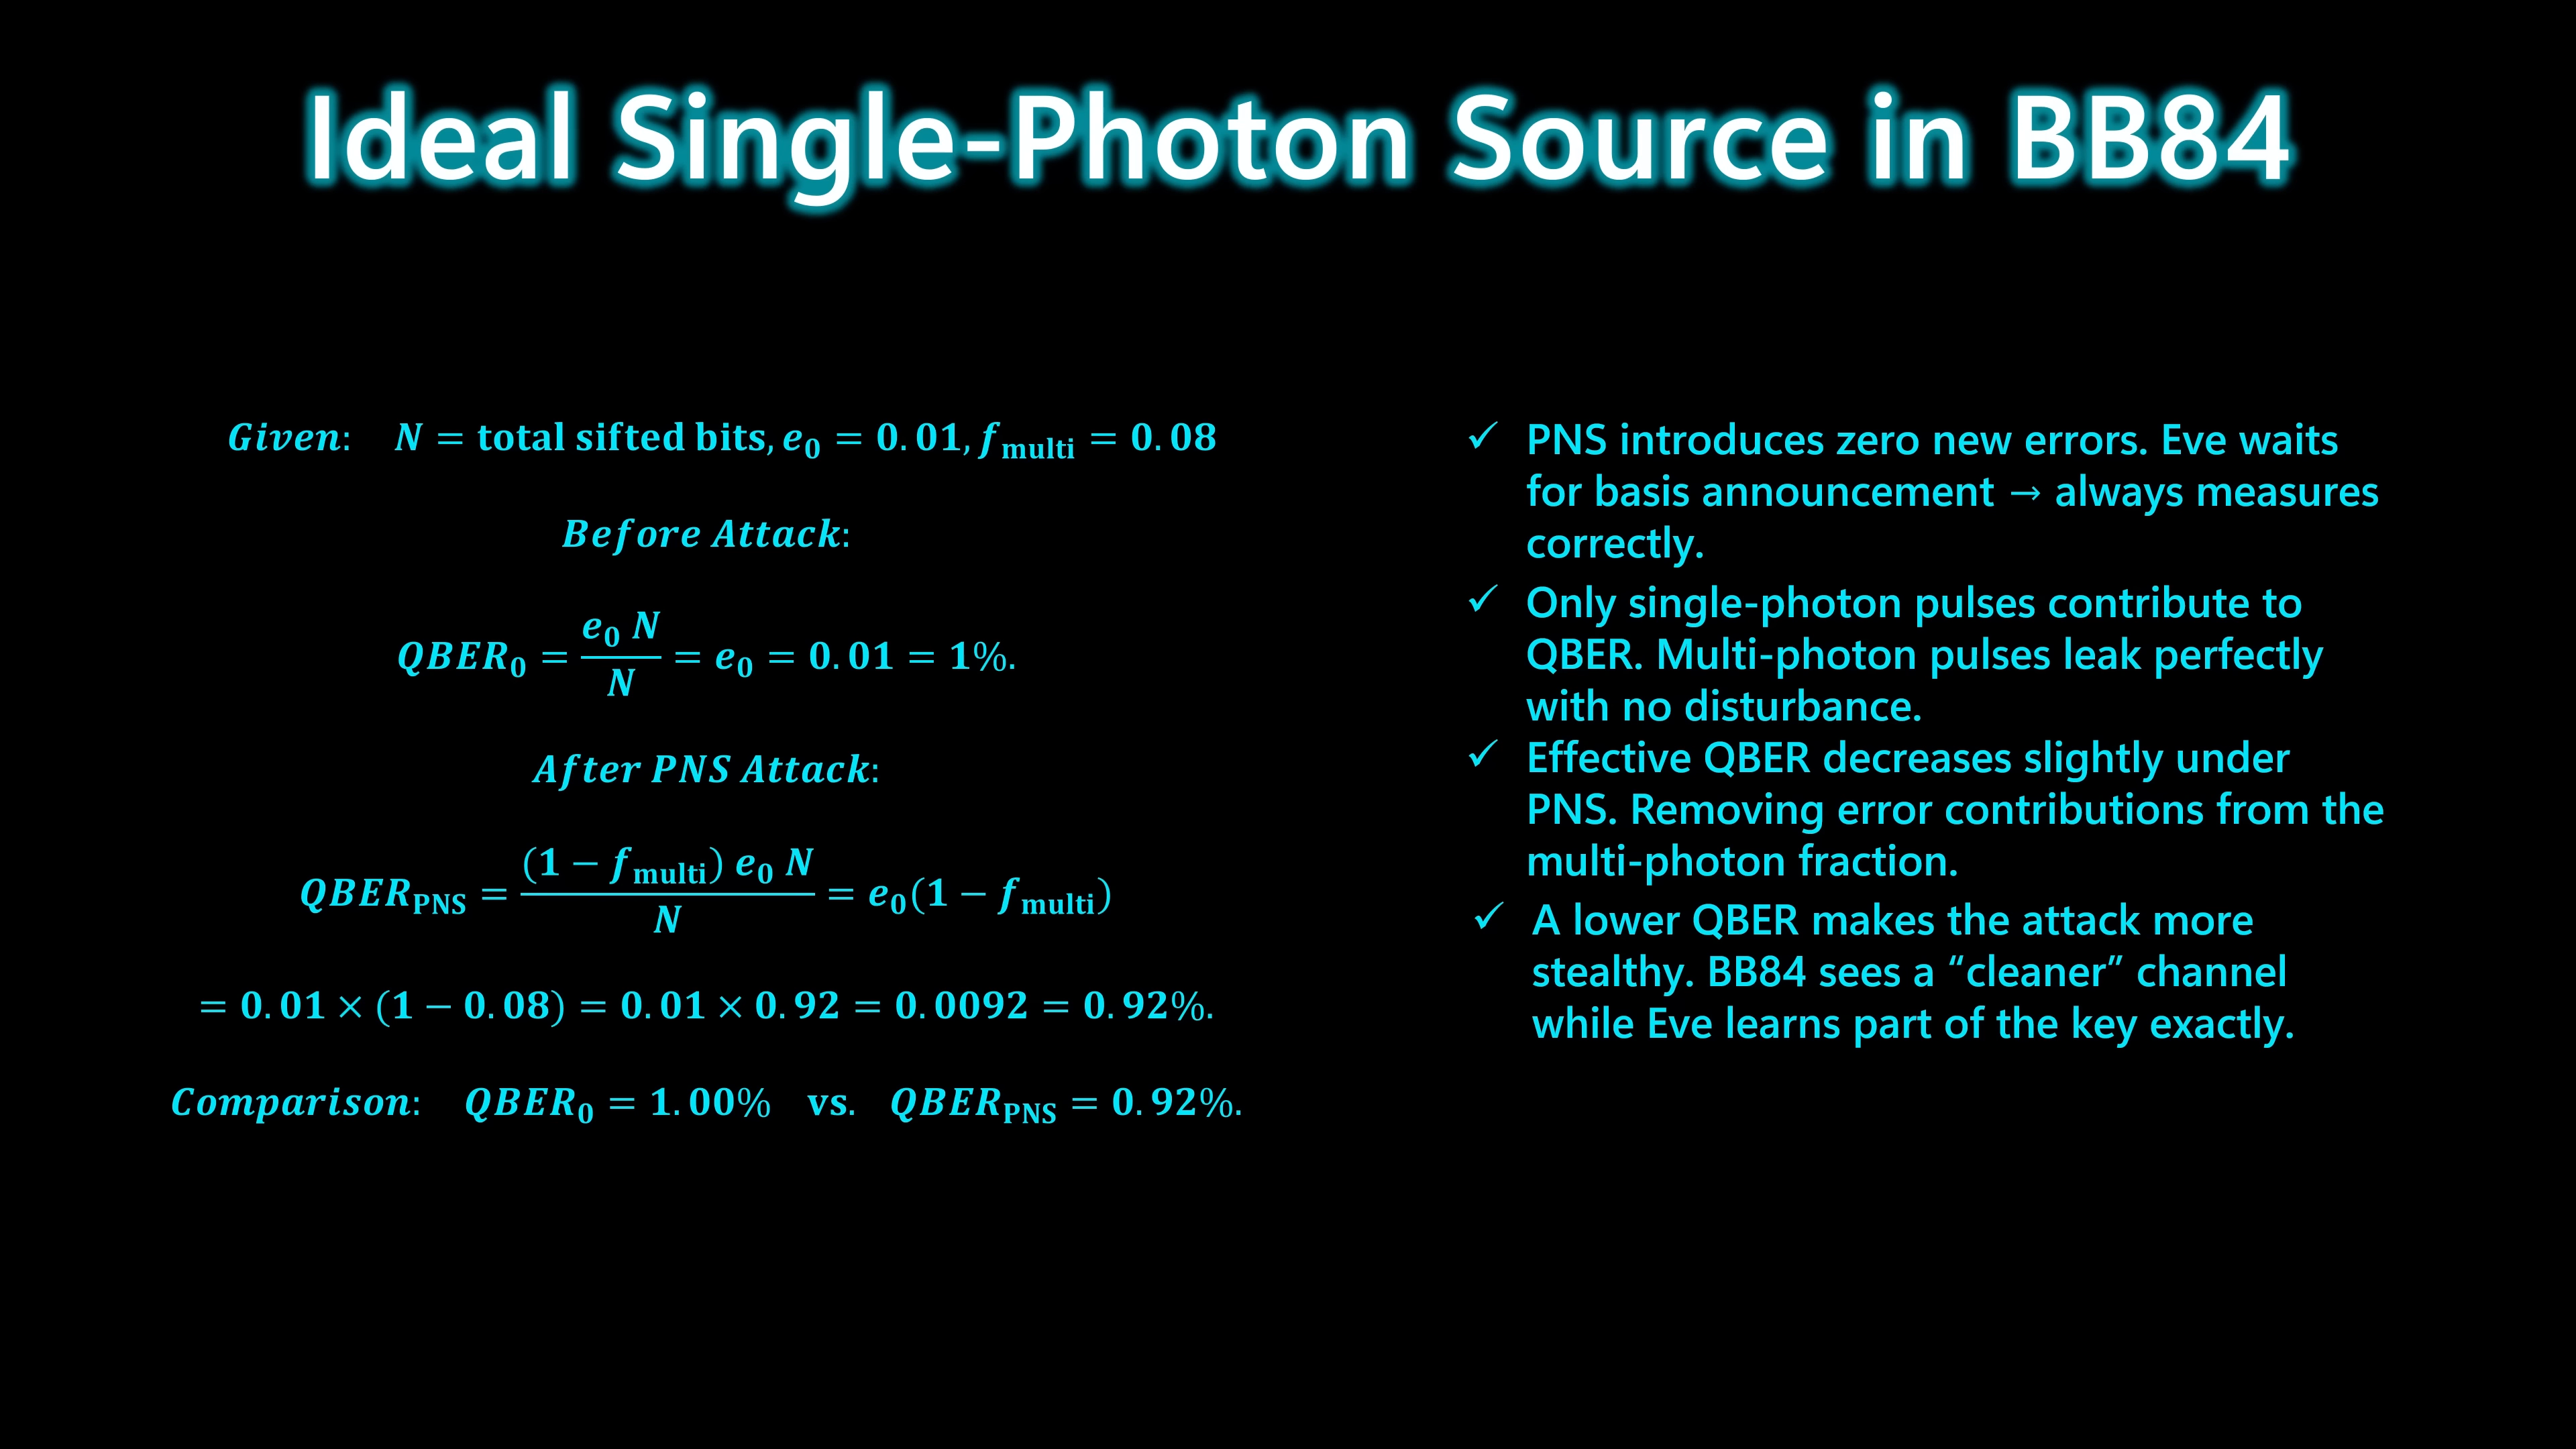 Ideal Single-Photon Source in BB84
Given: N = total sifted bits, e₀ = 0.01, f_multi = 0.08
Before Attack:
QBER₀ = e₀ N / N = e₀ = 0.01 = 1%.
After PNS Attack:
QBER_PNS = (1 − f_multi) e₀ N / N = e₀(1 − f_multi)
= 0.01 × (1 − 0.08) = 0.01 × 0.92 = 0.0092 = 0.92%.
Comparison: QBER₀ = 1.00% vs. QBER_PNS = 0.92%.
✓ PNS introduces zero new errors. Eve waits
for basis announcement → always measures
correctly.
✓ Only single-photon pulses contribute to
QBER. Multi-photon pulses leak perfectly
with no disturbance.
✓ Effective QBER decreases slightly under
PNS. Removing error contributions from the
multi-photon fraction.
✓ A lower QBER makes the attack more
stealthy. BB84 sees a “cleaner” channel
while Eve learns part of the key exactly.